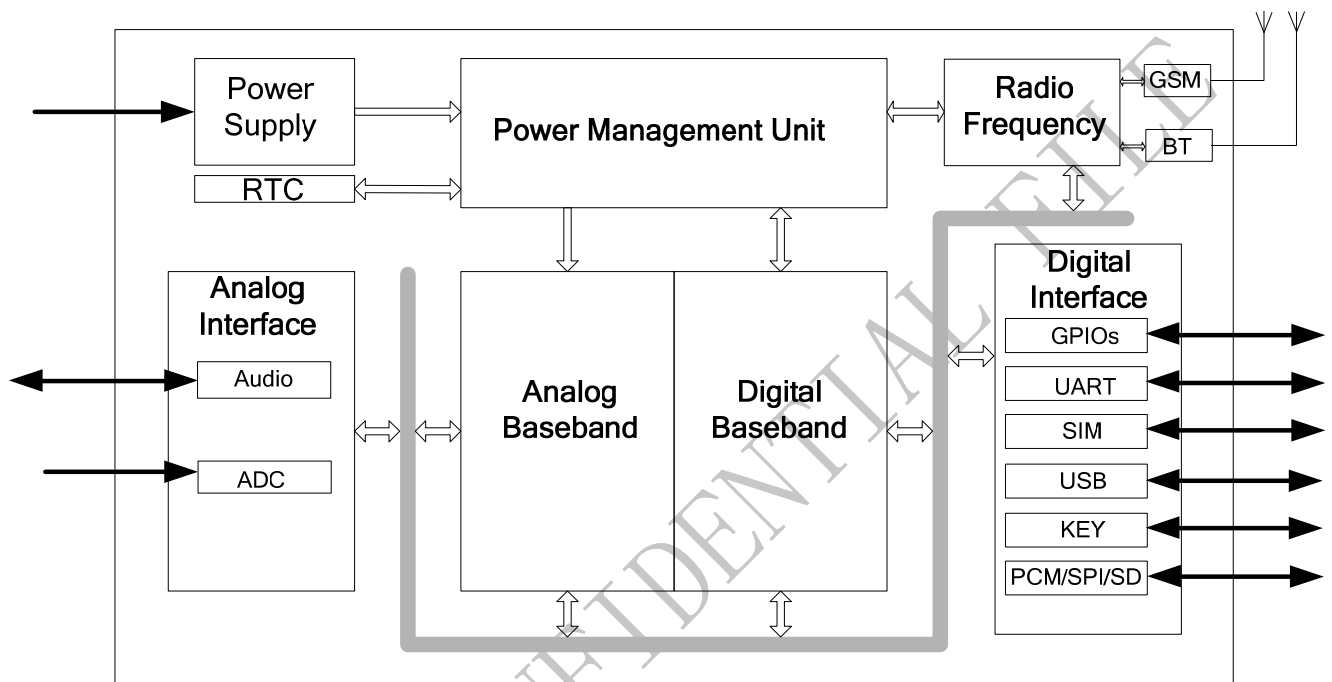 Power
Supply
RTC
Power Management Unit
Radio
Frequency
GSM
BT
Analog
Interface
Audio
ADC
Analog
Baseband
Digital
Baseband
Digital
Interface
GPIOs
UART
SIM
USB
KEY
PCM/SPI/SD
FIDENTIAL FILE